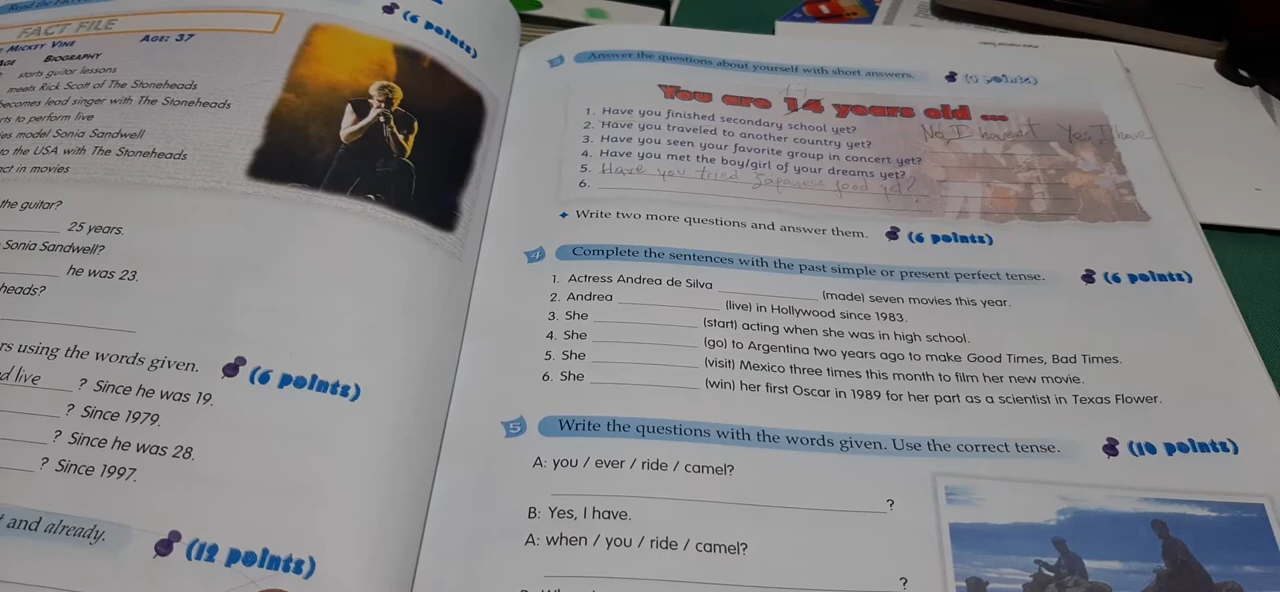 FACT FILE
MICKEY VINE
AGE: 37
BIOGRAPHY
starts guitar lessons
meets Rick Scott of The Stoneheads
becomes lead singer with The Stoneheads
to perform live
model Sonia Sandwell
to the USA with The Stoneheads
in movies
(6 points)
the guitar?
25 years.
Sonia Sandwell?
he was 23.
using the words given. (6 points)
live ? Since he was 19.
? Since 1979.
? Since he was 28.
? Since 1997.
and already.
(12 points)
Answer the questions about yourself with short answers.
You are 14 years old ...
1. Have you finished secondary school yet?
No, I haven't Yes, I have
2. Have you traveled to another country yet?
3. Have you seen your favorite group in concert yet?
4. Have you met the boy/girl of your dreams yet?
5. Have you tried Japanese food yet?
6.
Write two more questions and answer them. (6 points)
4 Complete the sentences with the past simple or present perfect tense. (6 points)
1. Actress Andrea de Silva (made) seven movies this year.
2. Andrea (live) in Hollywood since 1983.
3. She (start) acting when she was in high school.
4. She (go) to Argentina two years ago to make Good Times, Bad Times.
5. She (visit) Mexico three times this month to film her new movie.
6. She (win) her first Oscar in 1989 for her part as a scientist in Texas Flower.
5 Write the questions with the words given. Use the correct tense. (10 points)
A: you / ever / ride / camel?
?
B: Yes, I have.
A: when / you / ride / camel?
?